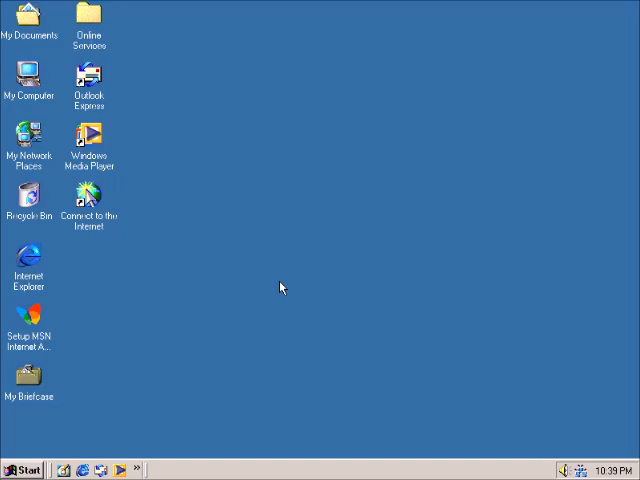 My Documents
Online
Services
My Computer
Outlook
Express
My Network
Places
Windows
Media Player
Recycle Bin
Connect to the
Internet
Internet
Explorer
Setup MSN
Internet A...
My Briefcase
Start
»
10:39 PM